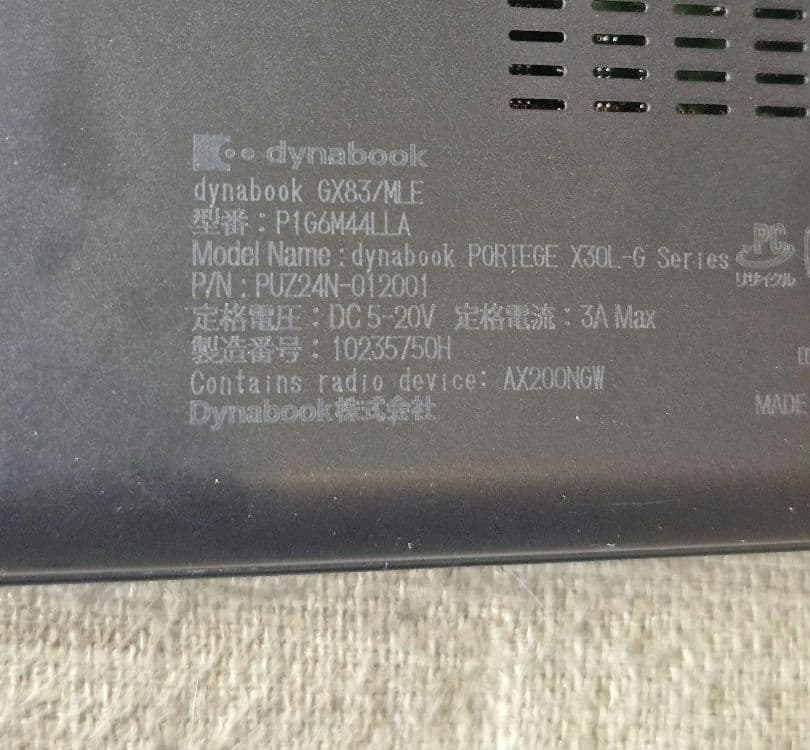 dynabook
dynabook GX83/MLE
型番：P1G6M44LLA
Model Name：dynabook PORTEGE X30L-G Series
P/N：PUZ24N-012001
定格電圧：DC 5-20V 定格電流：3A Max
製造番号：10235750H
Contains radio device: AX200NGW
Dynabook株式会社
PC
リサイクル
MADE